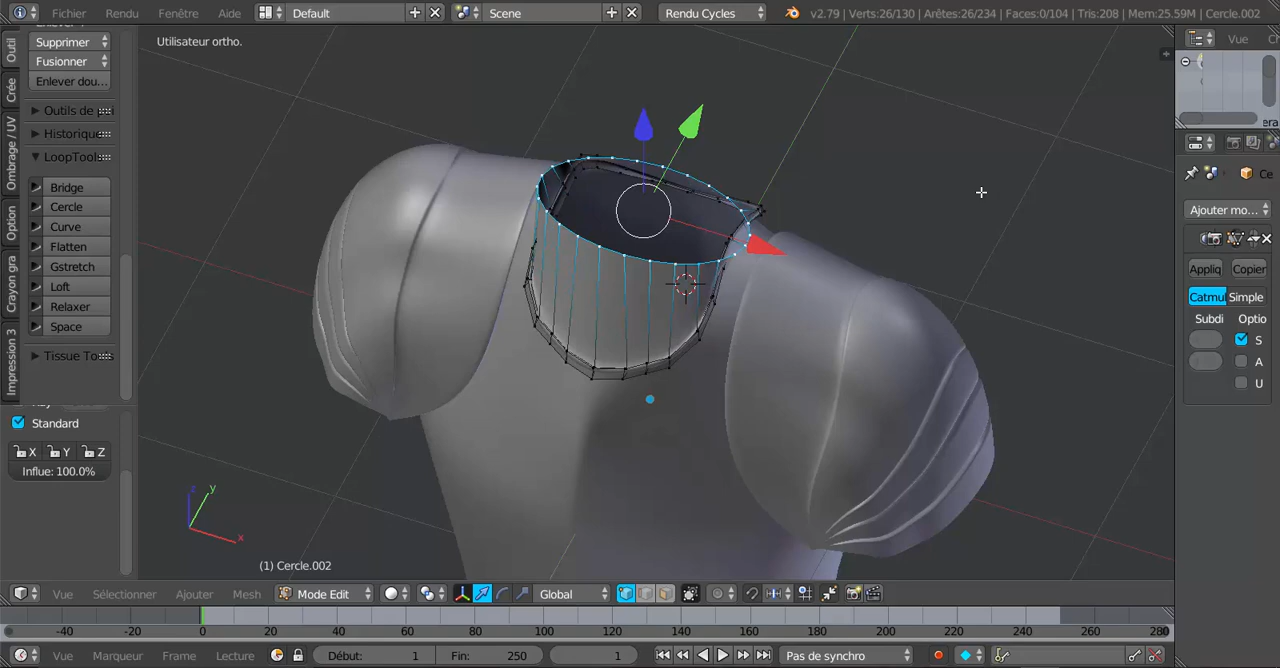 Fichier Rendu Fenêtre Aide Default Scene Rendu Cycles v2.79 | Verts:26/130 | Arêtes:26/234 | Faces:0/104 | Tris:208 | Mem:25.59M | Cercle.002
Utilisateur ortho.
Outil
Crée
Ombrage / UV
Option
Crayon gra
Impression 3
Supprimer
Fusionner
Enlever dou...
Outils de
Historique
LoopTools
Bridge
Cercle
Curve
Flatten
Gstretch
Loft
Relaxer
Space
Tissue To
Standard
X Y Z
Influe: 100.0%
z
y
x
(1) Cercle.002
Vue
era
Ce
Ajouter mo...
Appliq Copier
Catmul Simple
Subdi Optio
S
A
U
Vue Sélectionner Ajouter Mesh Mode Edit Global
-40 -20 0 20 40 60 80 100 120 140 160 180 200 220 240 260 280
Vue Marqueur Frame Lecture Début: 1 Fin: 250 1 Pas de synchro